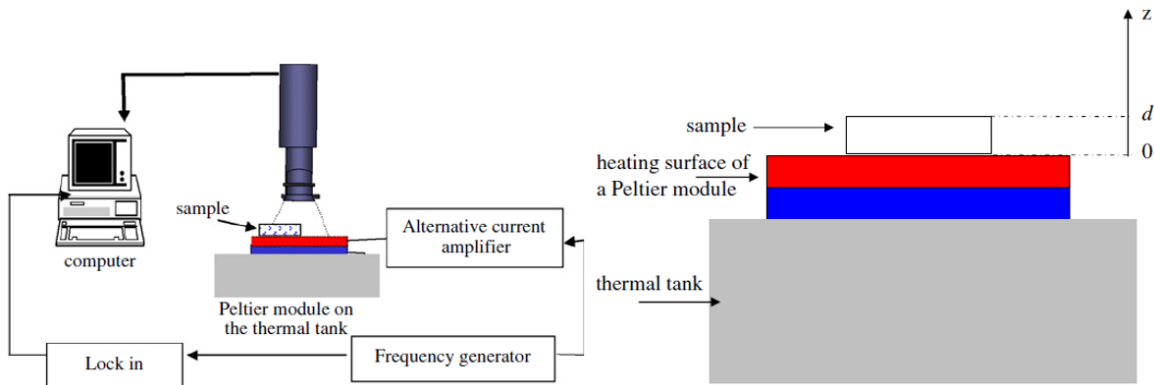 sample
computer
Alternative current
amplifier
Peltier module on
the thermal tank
Lock in
Frequency generator
z
sample
d
0
heating surface of
a Peltier module
thermal tank